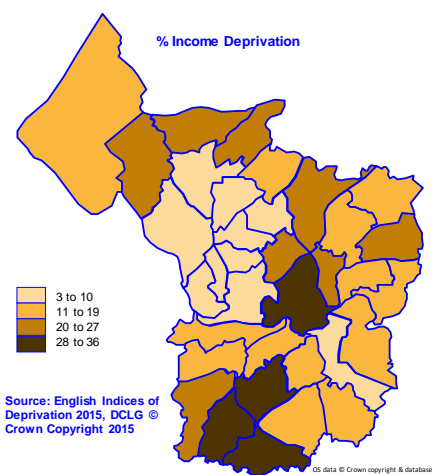 % Income Deprivation
3 to 10
11 to 19
20 to 27
28 to 36
Source: English Indices of
Deprivation 2015, DCLG ©
Crown Copyright 2015
OS data © Crown copyright & database